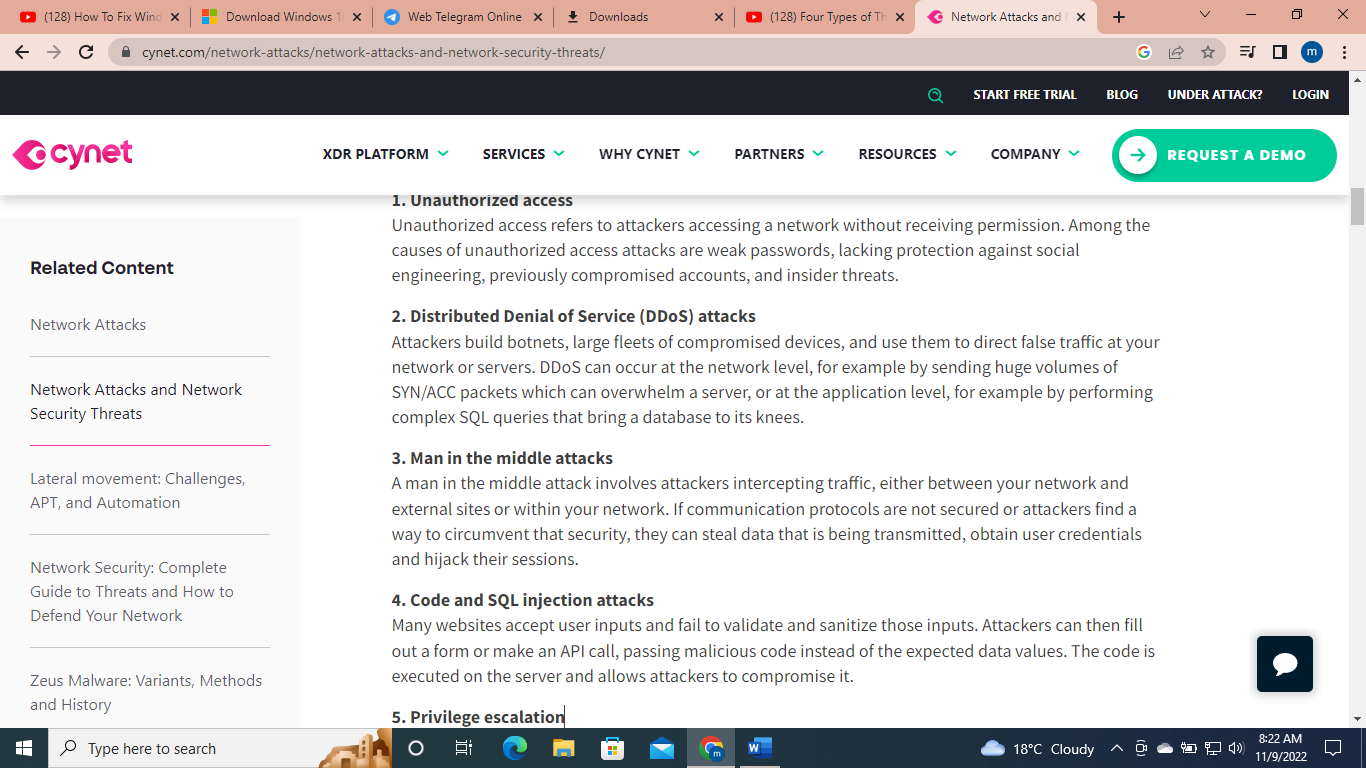 (128) How To Fix Wind
Download Windows 1
Web Telegram Online
Downloads
(128) Four Types of Th
Network Attacks and
cynet.com/network-attacks/network-attacks-and-network-security-threats/
m
START FREE TRIAL BLOG UNDER ATTACK? LOGIN
cynet
XDR PLATFORM SERVICES WHY CYNET PARTNERS RESOURCES COMPANY
REQUEST A DEMO
Related Content
Network Attacks
Network Attacks and Network
Security Threats
Lateral movement: Challenges,
APT, and Automation
Network Security: Complete
Guide to Threats and How to
Defend Your Network
Zeus Malware: Variants, Methods
and History
1. Unauthorized access
Unauthorized access refers to attackers accessing a network without receiving permission. Among the
causes of unauthorized access attacks are weak passwords, lacking protection against social
engineering, previously compromised accounts, and insider threats.
2. Distributed Denial of Service (DDoS) attacks
Attackers build botnets, large fleets of compromised devices, and use them to direct false traffic at your
network or servers. DDoS can occur at the network level, for example by sending huge volumes of
SYN/ACC packets which can overwhelm a server, or at the application level, for example by performing
complex SQL queries that bring a database to its knees.
3. Man in the middle attacks
A man in the middle attack involves attackers intercepting traffic, either between your network and
external sites or within your network. If communication protocols are not secured or attackers find a
way to circumvent that security, they can steal data that is being transmitted, obtain user credentials
and hijack their sessions.
4. Code and SQL injection attacks
Many websites accept user inputs and fail to validate and sanitize those inputs. Attackers can then fill
out a form or make an API call, passing malicious code instead of the expected data values. The code is
executed on the server and allows attackers to compromise it.
5. Privilege escalation
Type here to search
18°C Cloudy
8:22 AM
11/9/2022